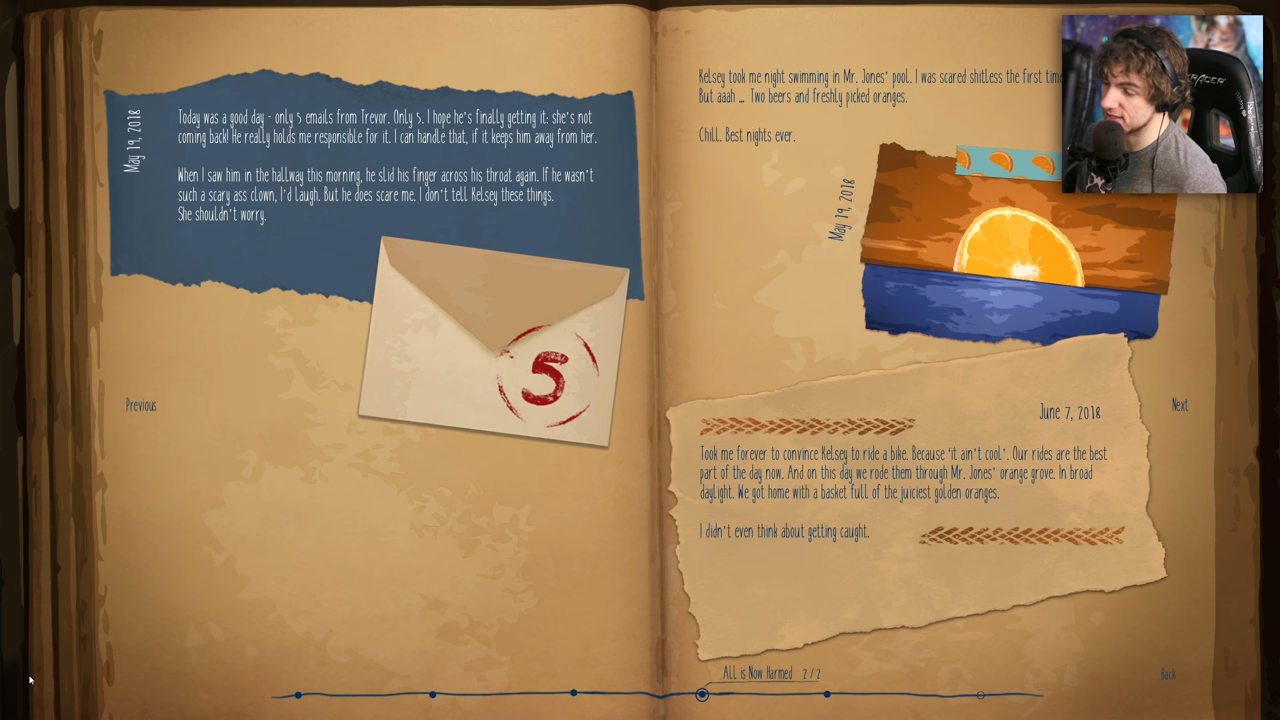 May 19, 2018
Today was a good day - only 5 emails from Trevor. Only 5. I hope he's finally getting it: she's not
coming back! He really holds me responsible for it. I can handle that, if it keeps him away from her.
When I saw him in the hallway this morning, he slid his finger across his throat again. If he wasn't
such a scary ass clown, I'd laugh. But he does scare me. I don't tell Kelsey these things.
She shouldn't worry.
5
Previous
Kelsey took me night swimming in Mr. Jones' pool. I was scared shitless the first time
But aaah ... Two beers and freshly picked oranges.
Chill. Best nights ever.
May 19, 2018
June 7, 2018
Took me forever to convince Kelsey to ride a bike. Because 'it ain't cool'. Our rides are the best
part of the day now. And on this day we rode them through Mr. Jones' orange grove. In broad
daylight. We got home with a basket full of the juiciest golden oranges.
I didn't even think about getting caught.
Next
ALL is Now Harmed 2 / 2
Back